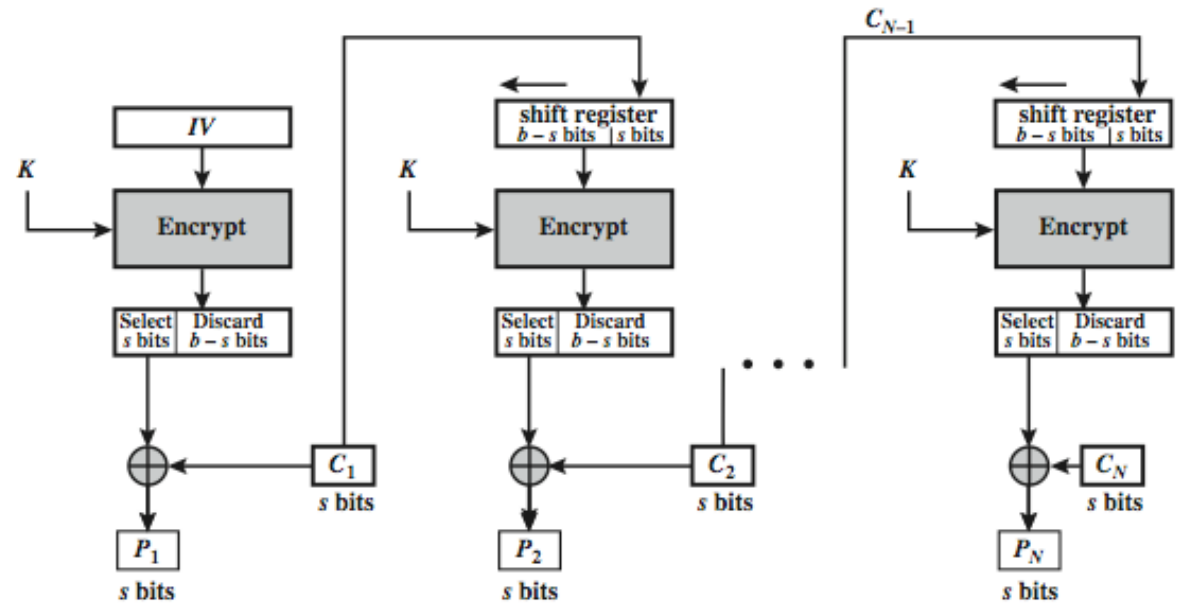 C_{N-1}
IV
K
Encrypt
Select
s bits
Discard
b – s bits
C_1
s bits
P_1
s bits
shift register
b – s bits | s bits
K
Encrypt
Select
s bits
Discard
b – s bits
C_2
s bits
P_2
s bits
• • •
shift register
b – s bits | s bits
K
Encrypt
Select
s bits
Discard
b – s bits
C_N
s bits
P_N
s bits